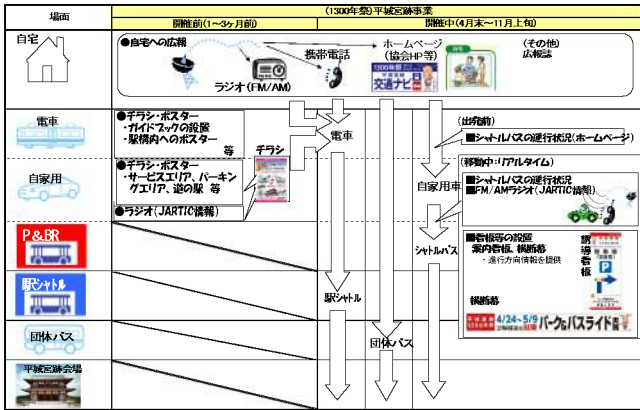 場面
(1300年祭)平城宮跡事業
開催前(1~3ヶ月前)
開催中(4月末~11月上旬)
自宅
●自宅への広報
ラジオ(FM/AM)
携帯電話
ホームページ
(協会HP等)
1300年祭
交通ナビ
(その他)
広報誌
電車
●チラシ・ポスター
・ガイドブックの設置
・駅構内へのポスター
等
チラシ
電車
(出発前)
■シャトルバスの運行状況(ホームページ)
自家用
●チラシ・ポスター
・サービスエリア、パーキン
グエリア、道の駅 等
●ラジオ(JARTIC情報)
自家用車
(移動中:リアルタイム)
■シャトルバスの運行状況
■FM/AMラジオ(JARTIC情報)
P&BR
シャトルバス
■看板等の設置
案内看板、横断幕
・進行方向情報を提供
誘導看板
P
横断幕
4/24~5/9
パーク&バスライド
駅シャトル
駅シャトル
団体バス
団体バス
平城宮跡会場